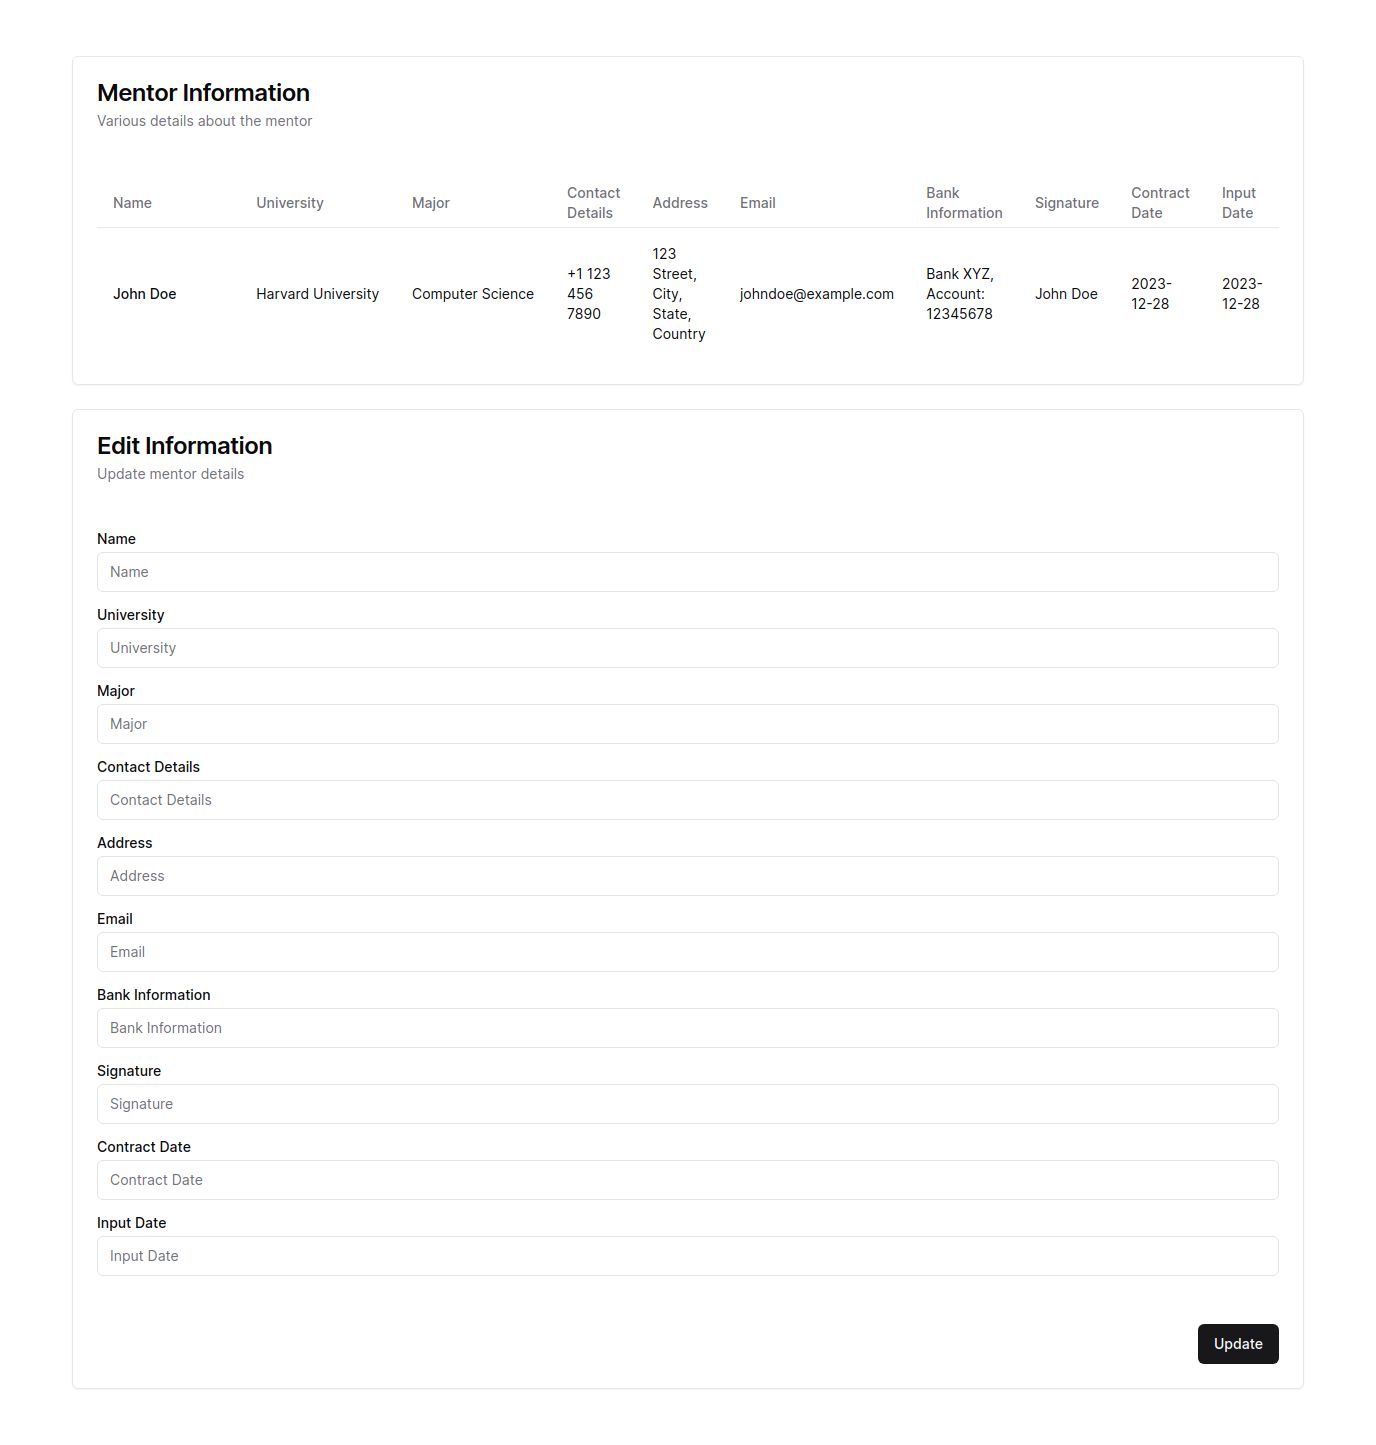 Mentor Information
Various details about the mentor
Name University Major Contact Details Address Email Bank Information Signature Contract Date Input Date
John Doe Harvard University Computer Science +1 123 456 7890 123 Street, City, State, Country johndoe@example.com Bank XYZ, Account: 12345678 John Doe 2023-12-28 2023-12-28
Edit Information
Update mentor details
Name
Name
University
University
Major
Major
Contact Details
Contact Details
Address
Address
Email
Email
Bank Information
Bank Information
Signature
Signature
Contract Date
Contract Date
Input Date
Input Date
Update